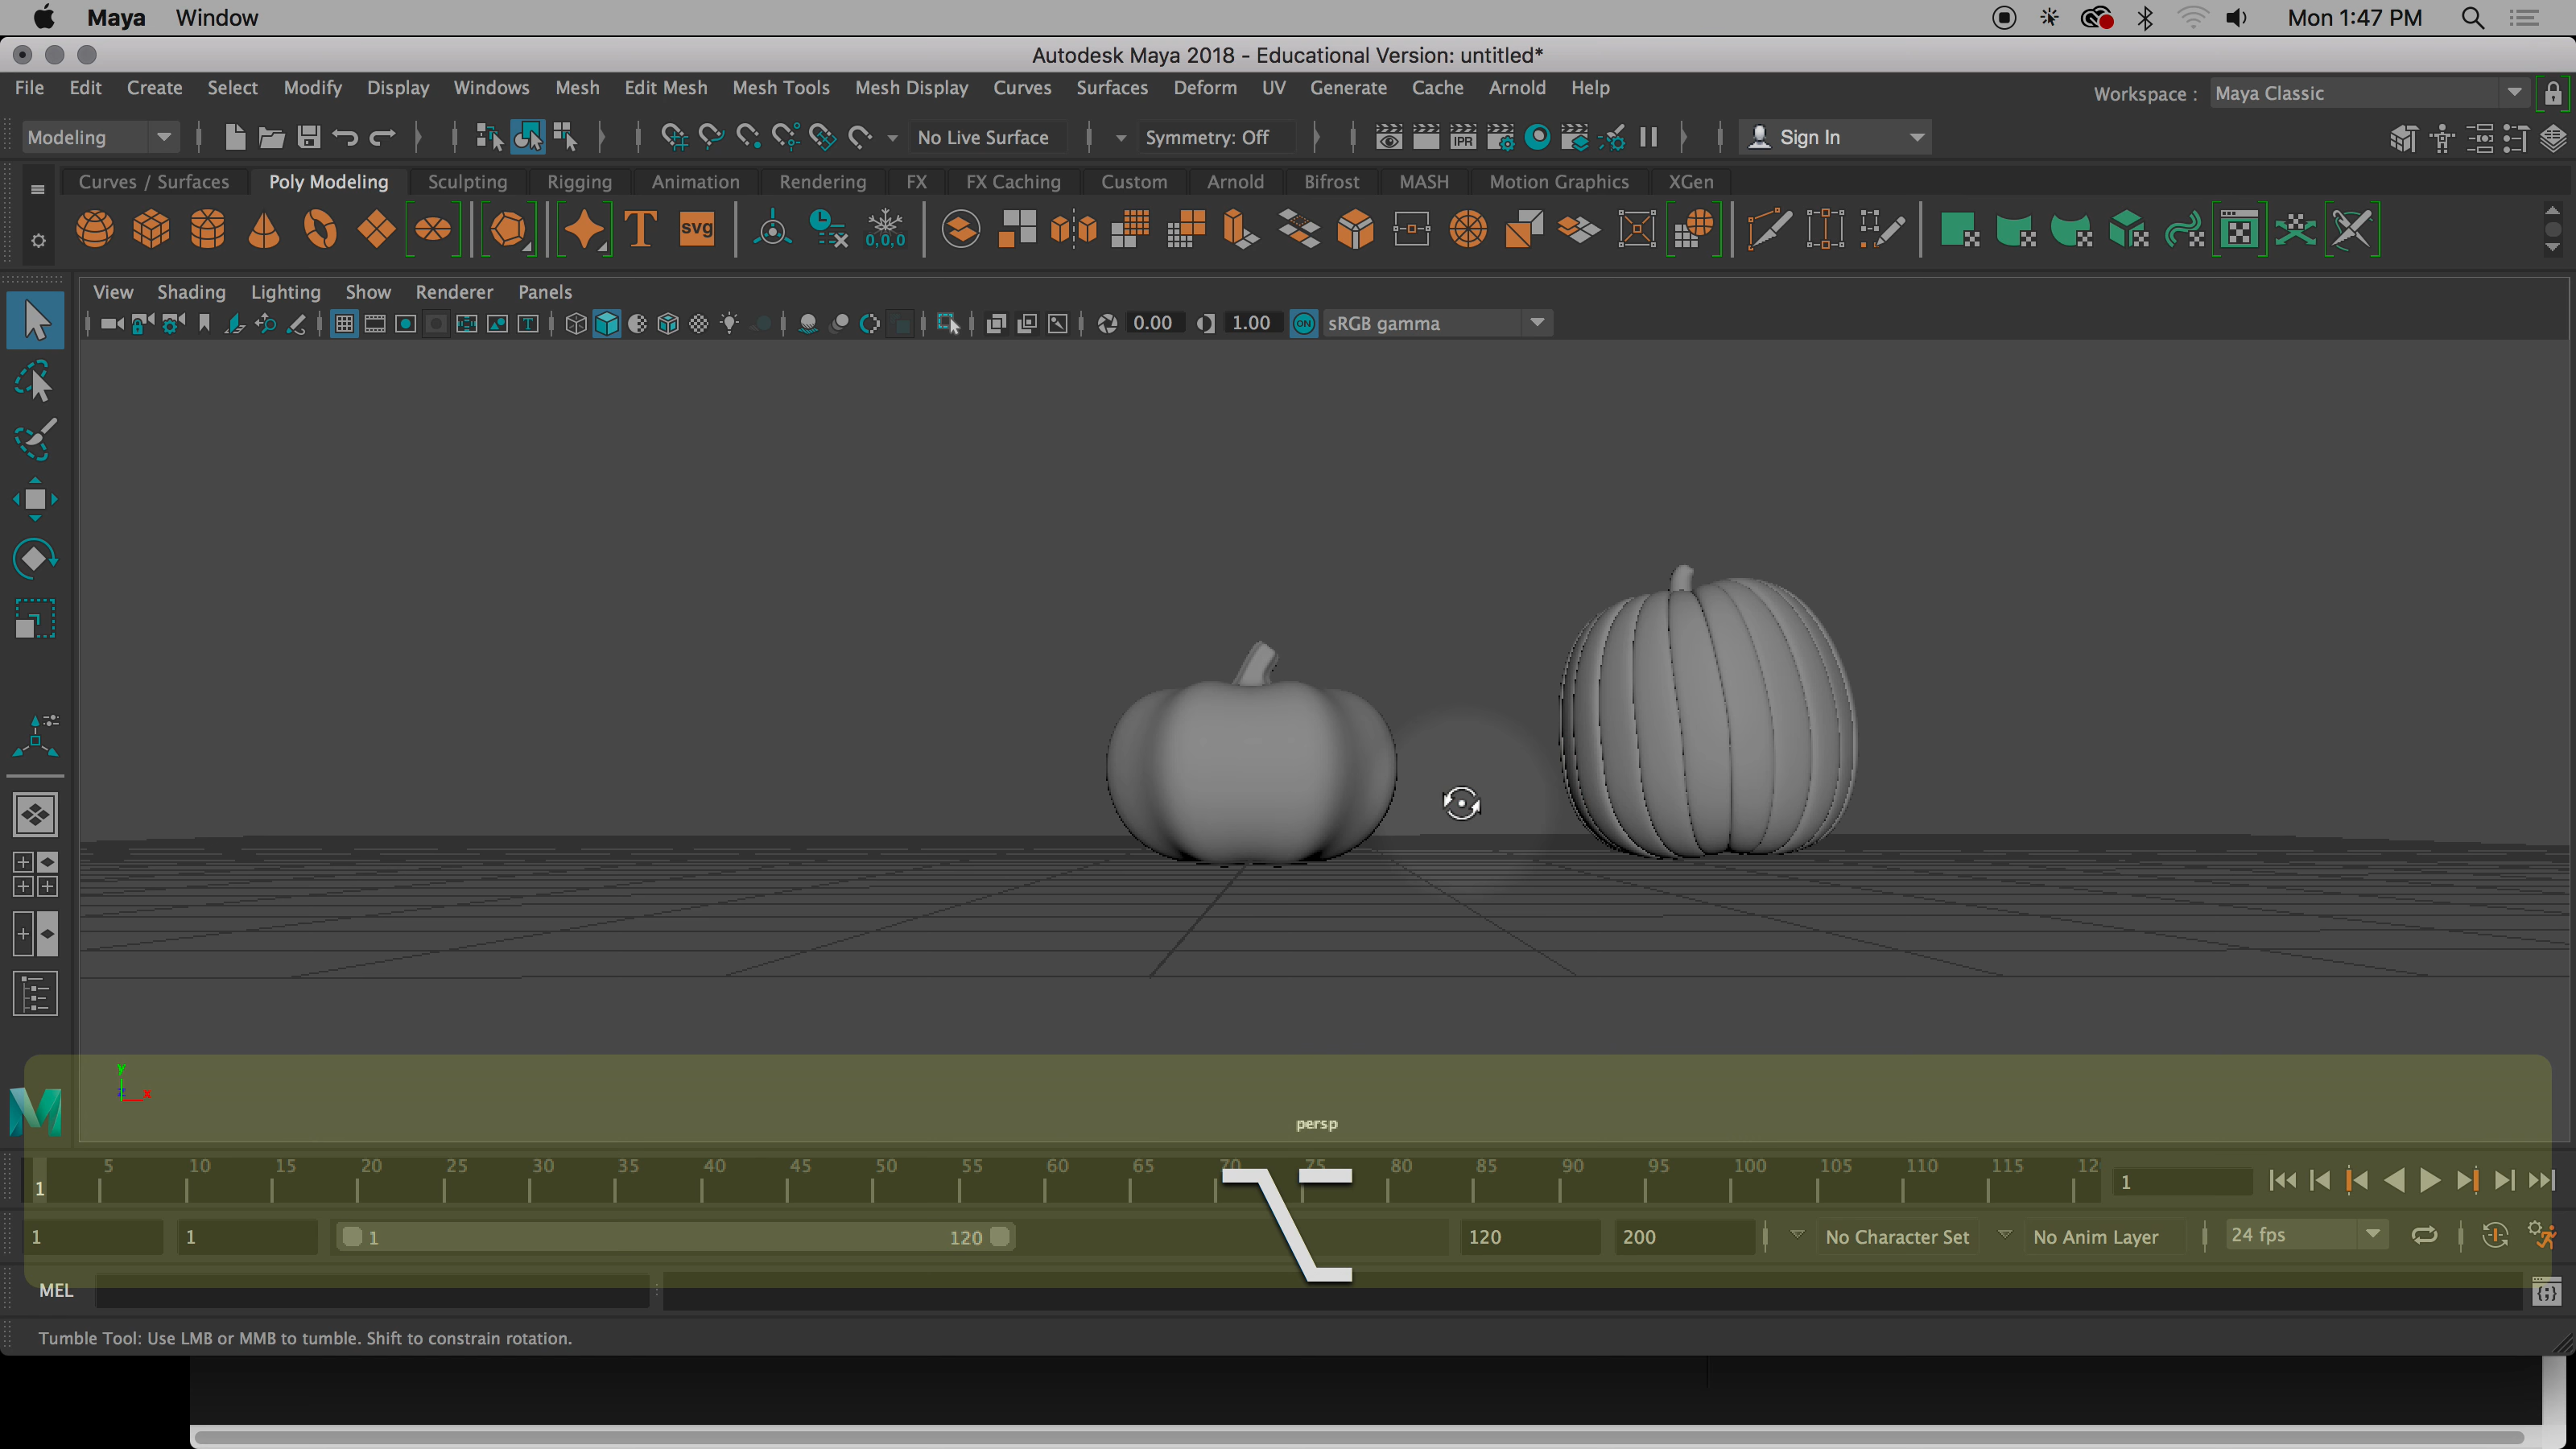 Maya Window Mon 1:47 PM
Autodesk Maya 2018 - Educational Version: untitled*
File Edit Create Select Modify Display Windows Mesh Edit Mesh Mesh Tools Mesh Display Curves Surfaces Deform UV Generate Cache Arnold Help Workspace : Maya Classic
Modeling No Live Surface Symmetry: Off IPR Sign In
Curves / Surfaces Poly Modeling Sculpting Rigging Animation Rendering FX FX Caching Custom Arnold Bifrost MASH Motion Graphics XGen
T svg 0,0,0
View Shading Lighting Show Renderer Panels
T 0.00 1.00 ON sRGB gamma
y
z x
M
persp
5 10 15 20 25 30 35 40 45 50 55 60 65 70 75 80 85 90 95 100 105 110 115 12
1 1
1 1 1 120 120 200 No Character Set No Anim Layer 24 fps
⌥
MEL {;}
Tumble Tool: Use LMB or MMB to tumble. Shift to constrain rotation.